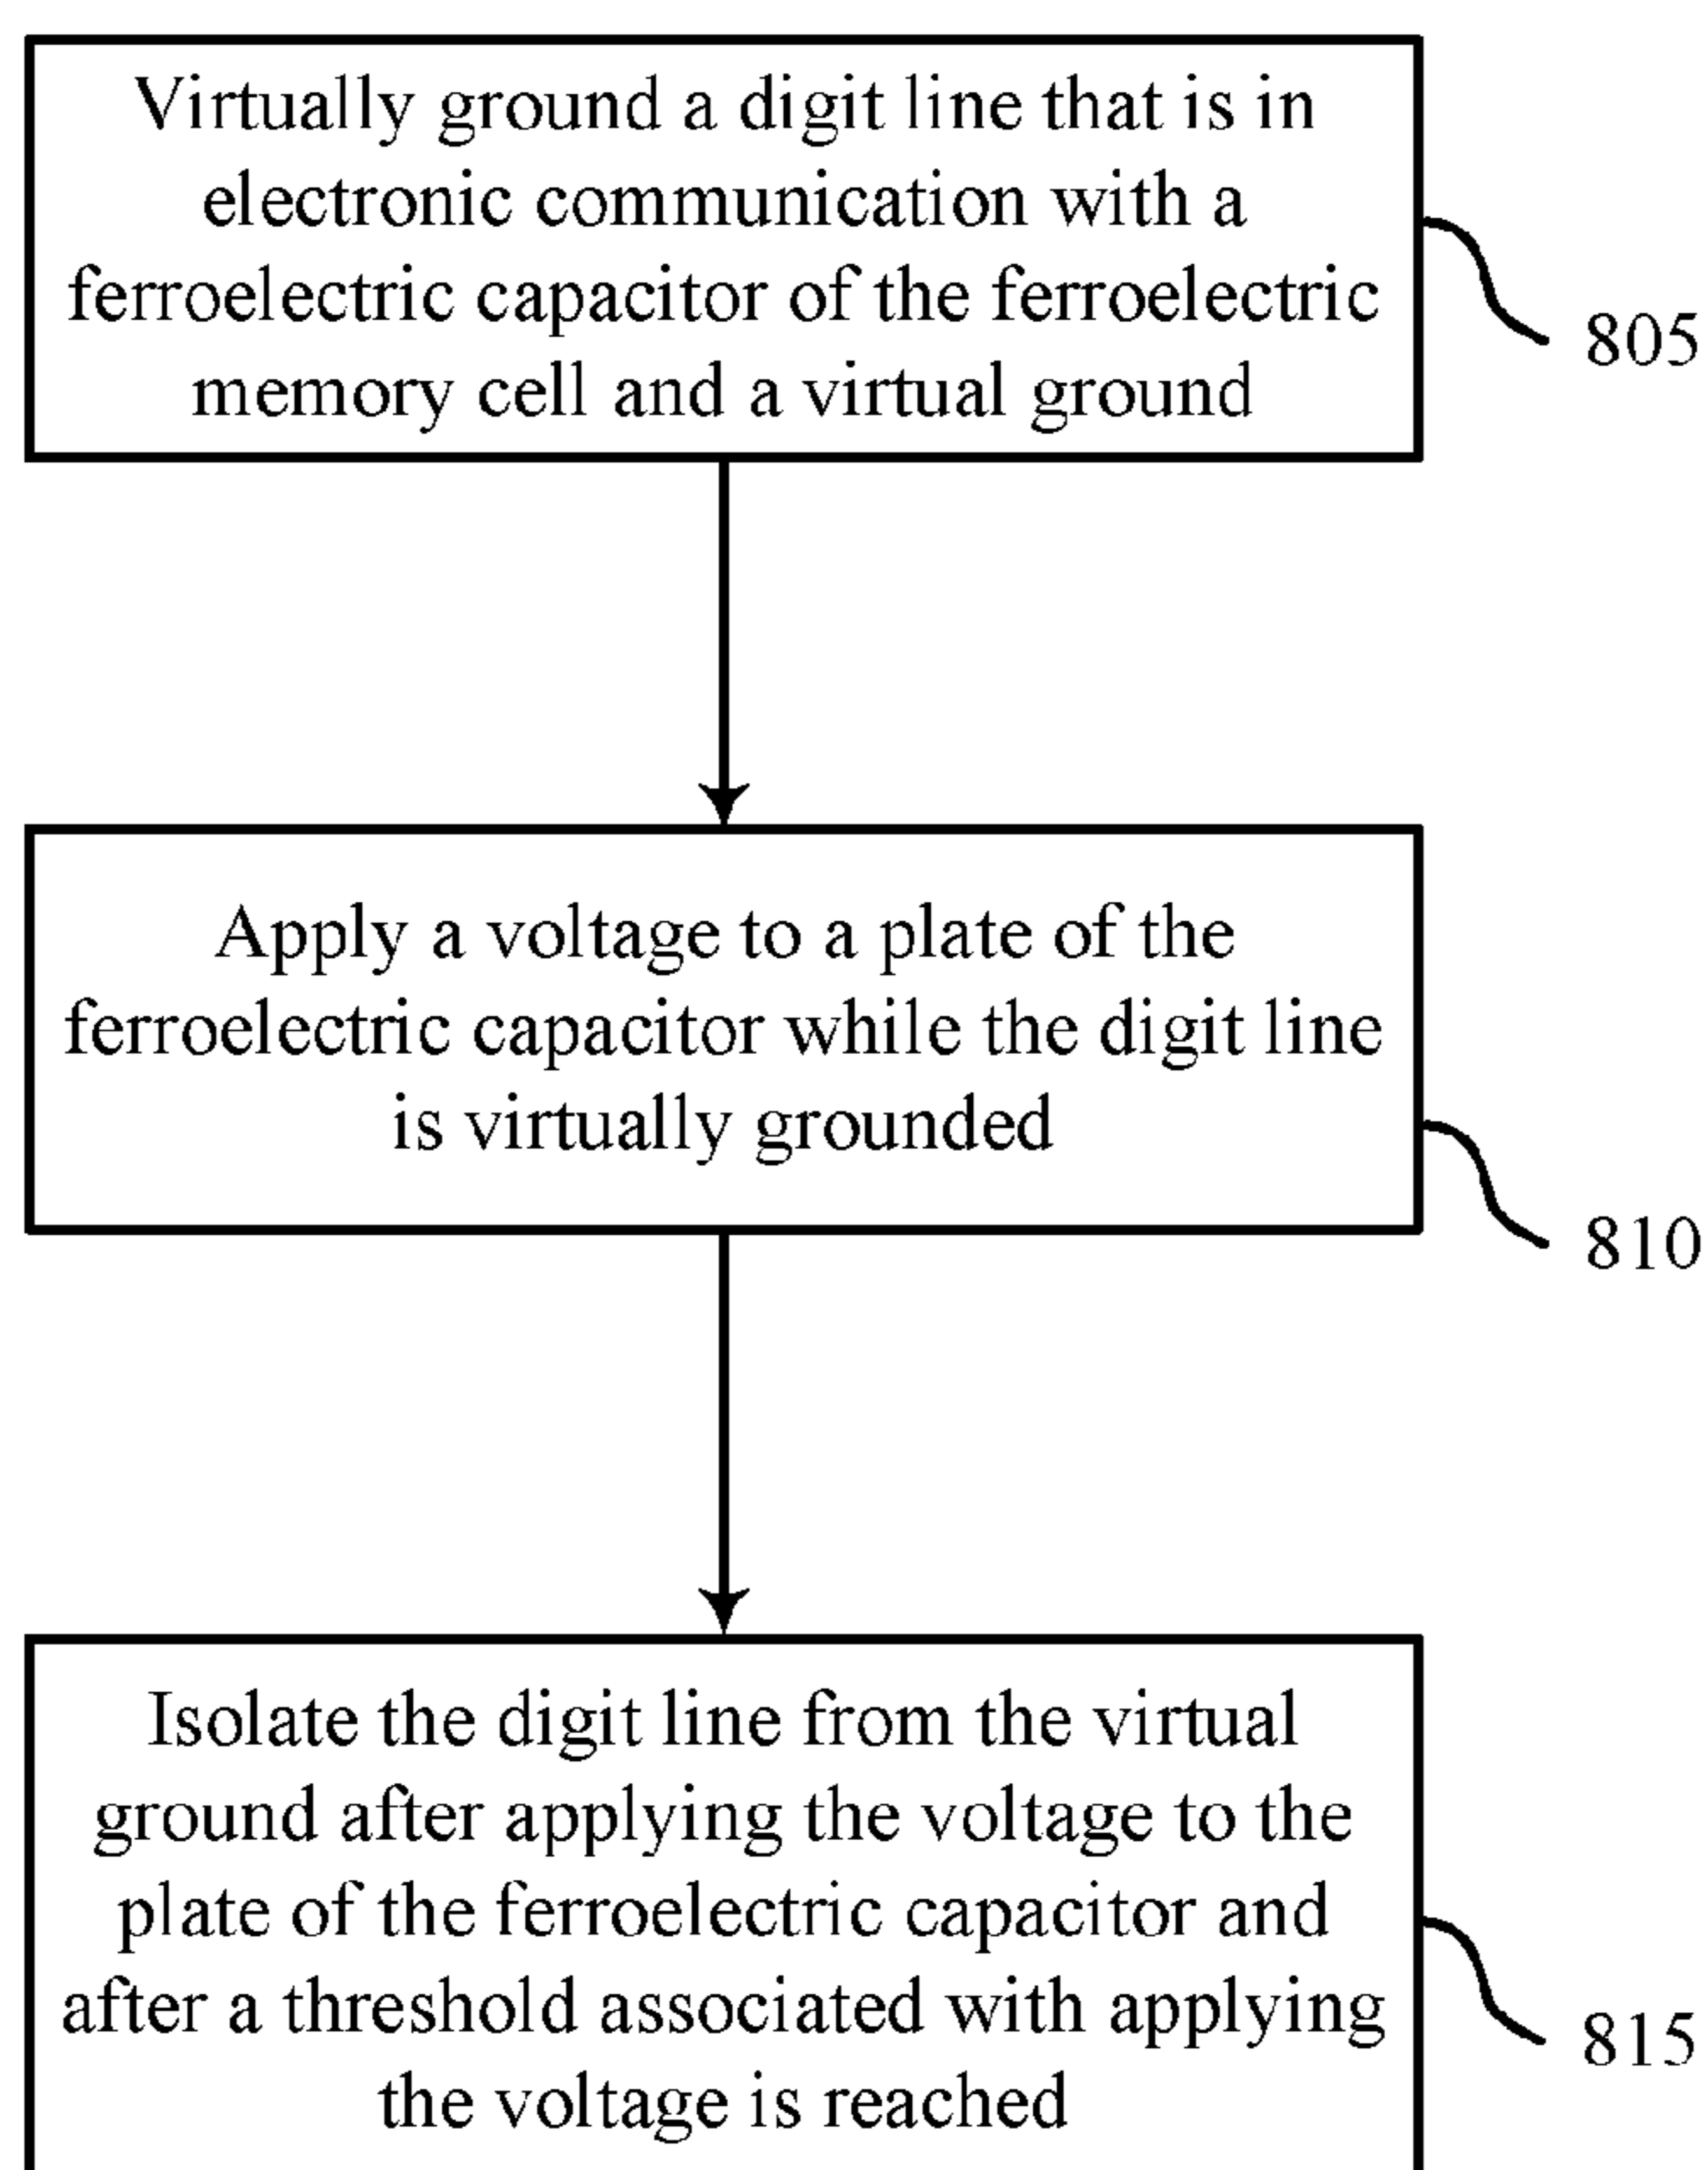 Virtually ground a digit line that is in
electronic communication with a
ferroelectric capacitor of the ferroelectric
memory cell and a virtual ground
805
Apply a voltage to a plate of the
ferroelectric capacitor while the digit line
is virtually grounded
810
Isolate the digit line from the virtual
ground after applying the voltage to the
plate of the ferroelectric capacitor and
after a threshold associated with applying
the voltage is reached
815